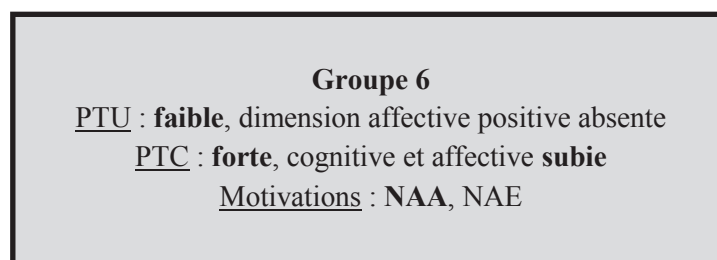 Groupe 6
PTU : faible, dimension affective positive absente
PTC : forte, cognitive et affective subie
Motivations : NAA, NAE